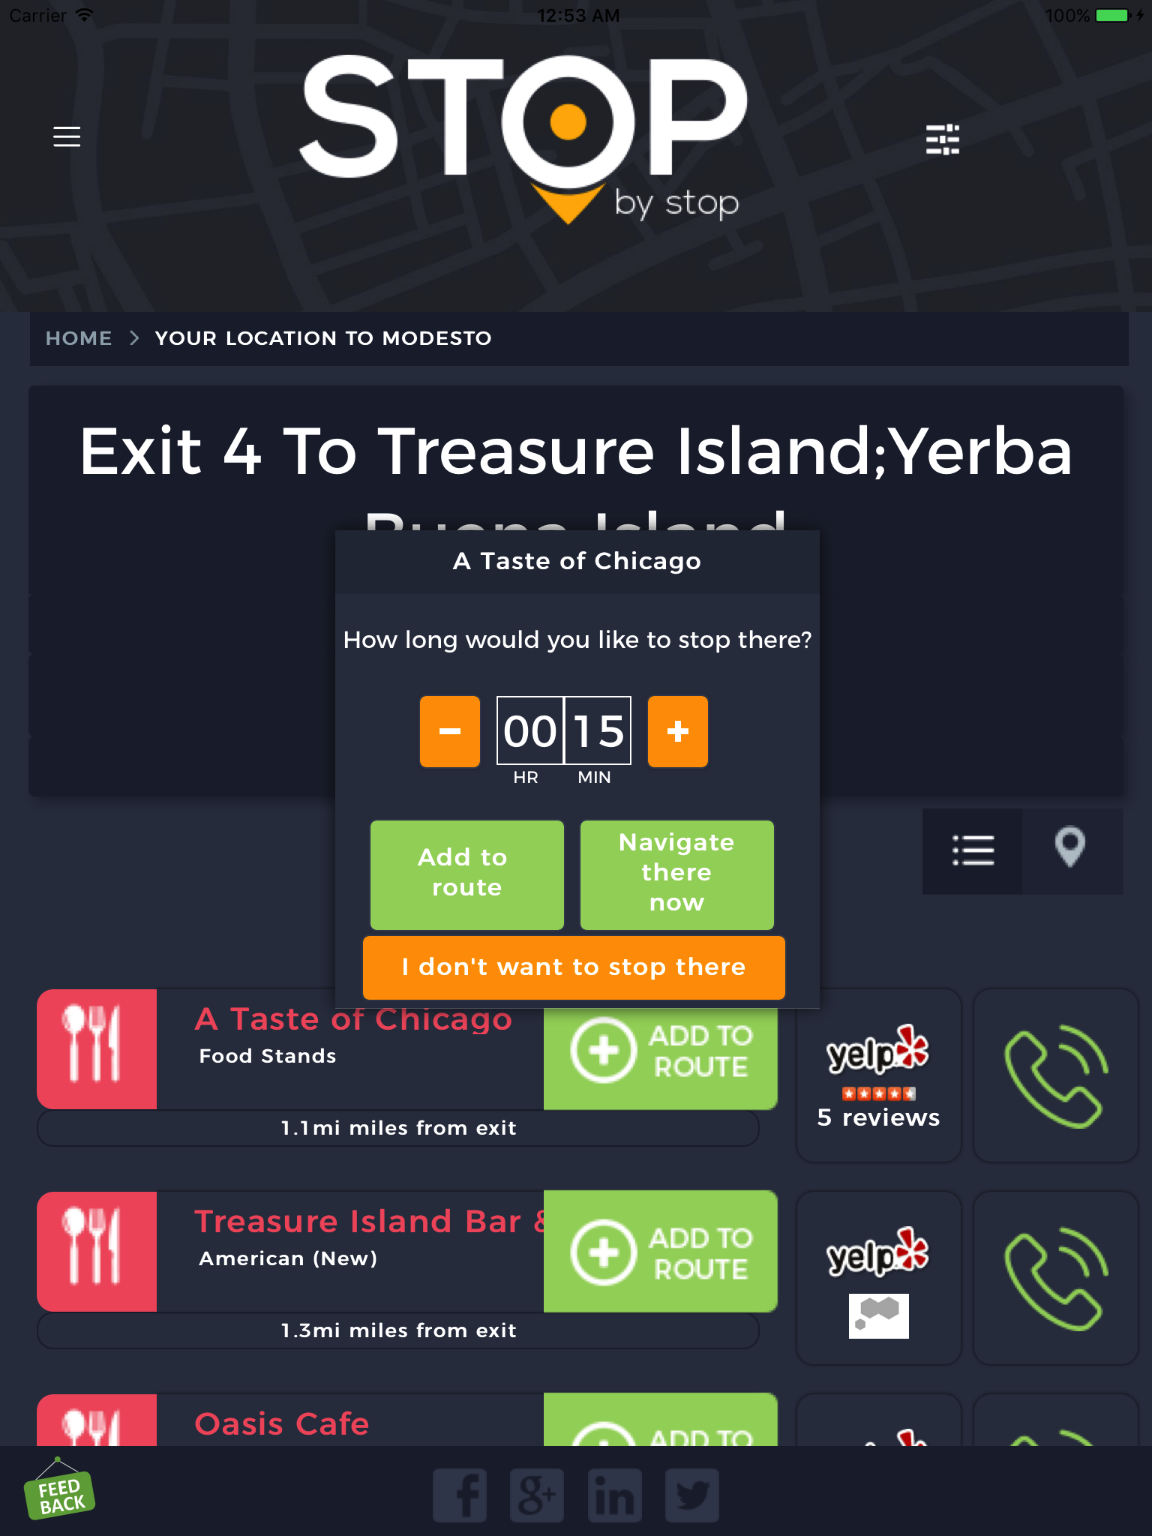 Carrier
12:53 AM
100%
STOP
by stop
HOME > YOUR LOCATION TO MODESTO
Exit 4 To Treasure Island;Yerba
Buena Island
A Taste of Chicago
How long would you like to stop there?
- 00 15 +
HR MIN
Add to
route
Navigate
there
now
I don't want to stop there
A Taste of Chicago
Food Stands
ADD TO
ROUTE
1.1mi miles from exit
yelp
5 reviews
Treasure Island Bar &
American (New)
ADD TO
ROUTE
1.3mi miles from exit
yelp
Oasis Cafe
ADD TO
FEED
BACK
f
g+
in